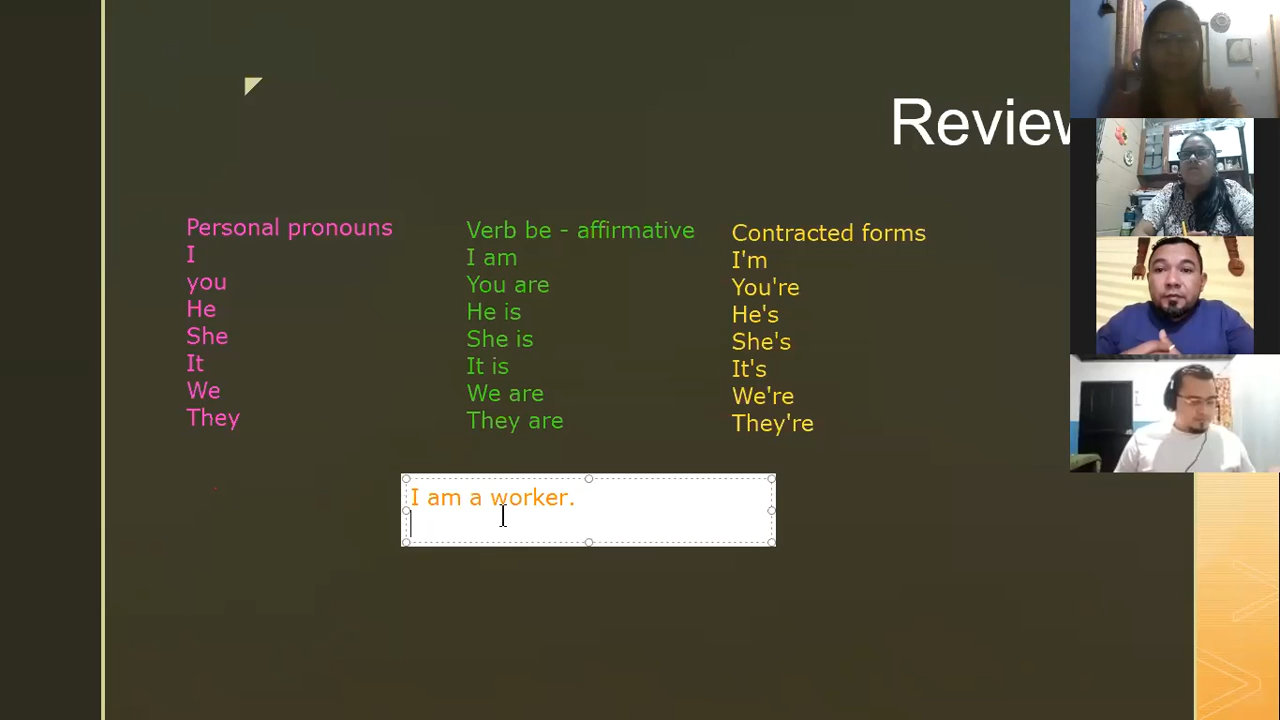 Review
Personal pronouns
I
you
He
She
It
We
They
Verb be - affirmative
I am
You are
He is
She is
It is
We are
They are
Contracted forms
I'm
You're
He's
She's
It's
We're
They're
I am a worker.